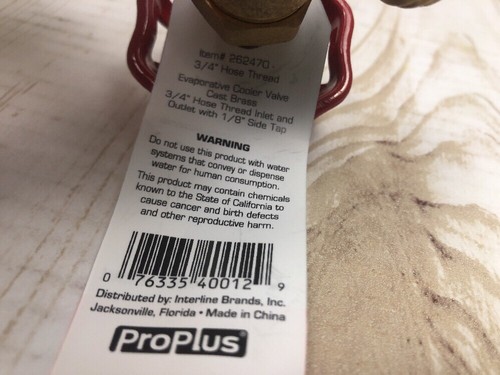 Item# 262470
3/4" Hose Thread
Evaporative Cooler Valve
Cast Brass
3/4" Hose Thread Inlet and
Outlet with 1/8" Side Tap
WARNING
Do not use this product with water
systems that convey or dispense
water for human consumption.
This product may contain chemicals
known to the State of California to
cause cancer and birth defects
and other reproductive harm.
0 76335 40012 9
Distributed by: Interline Brands, Inc.
Jacksonville, Florida • Made in China
ProPlus